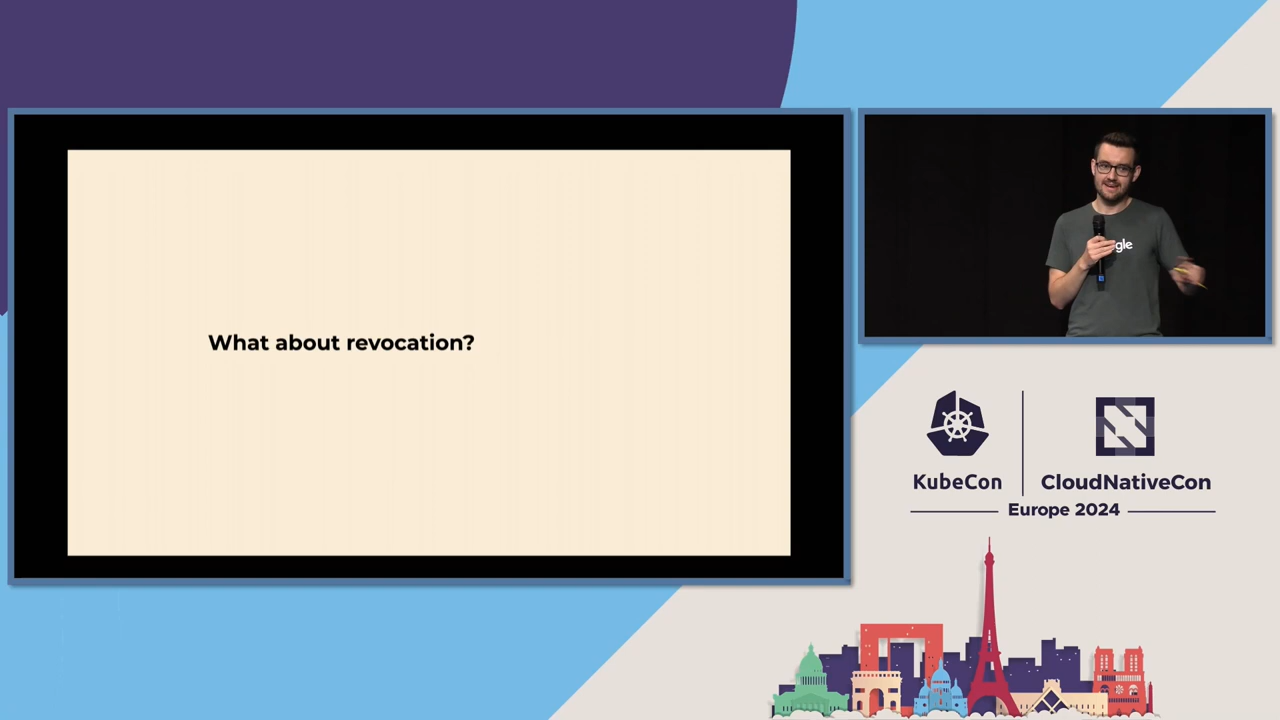 What about revocation?
gle
KubeCon
CloudNativeCon
Europe 2024